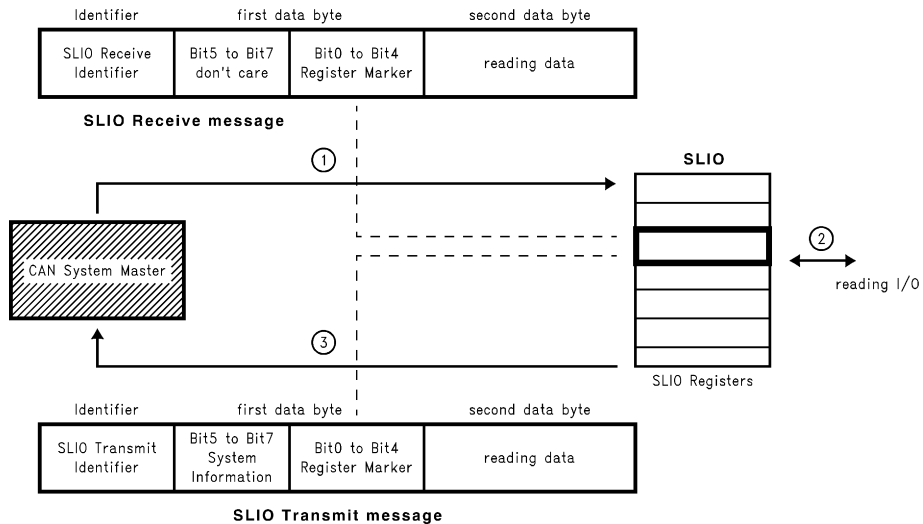 Identifier first data byte second data byte
SLIO Receive Identifier
Bit5 to Bit7 don't care
Bit0 to Bit4 Register Marker
reading data
SLIO Receive message
1
SLIO
CAN System Master
2
reading I/O
3
SLIO Registers
Identifier first data byte second data byte
SLIO Transmit Identifier
Bit5 to Bit7 System Information
Bit0 to Bit4 Register Marker
reading data
SLIO Transmit message